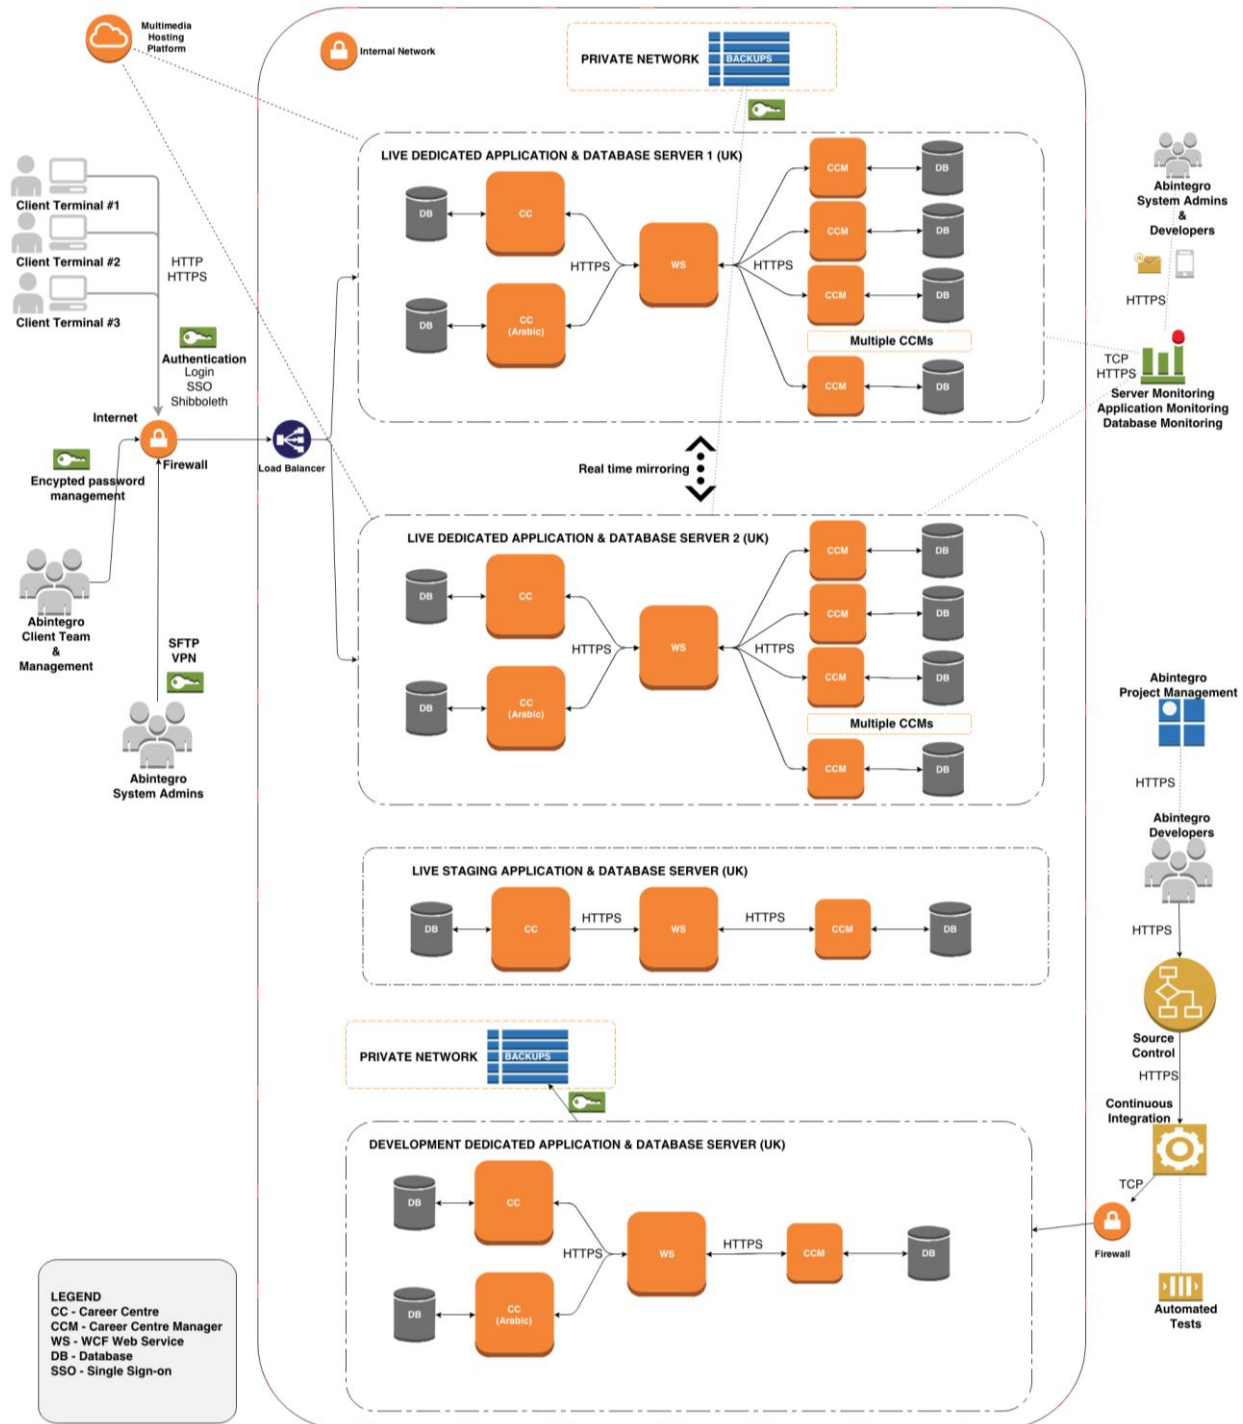 Multimedia
Hosting
Platform
Internal Network
PRIVATE NETWORK
BACKUPS
Client Terminal #1
Client Terminal #2
Client Terminal #3
HTTP
HTTPS
Authentication
Login
SSO
Shibboleth
Internet
Firewall
Encypted password
management
Abintegro
Client Team
&
Management
SFTP
VPN
Abintegro
System Admins
Load Balancer
LIVE DEDICATED APPLICATION & DATABASE SERVER 1 (UK)
DB
CC
DB
CC
(Arabic)
HTTPS
WS
HTTPS
CCM
DB
CCM
DB
CCM
DB
Multiple CCMs
CCM
DB
Real time mirroring
LIVE DEDICATED APPLICATION & DATABASE SERVER 2 (UK)
DB
CC
DB
CC
(Arabic)
HTTPS
WS
HTTPS
CCM
DB
CCM
DB
CCM
DB
Multiple CCMs
CCM
DB
LIVE STAGING APPLICATION & DATABASE SERVER (UK)
DB
CC
HTTPS
WS
HTTPS
CCM
DB
PRIVATE NETWORK
BACKUPS
DEVELOPMENT DEDICATED APPLICATION & DATABASE SERVER (UK)
DB
CC
DB
CC
(Arabic)
HTTPS
WS
HTTPS
CCM
DB
Abintegro
System Admins
&
Developers
HTTPS
TCP
HTTPS
Server Monitoring
Application Monitoring
Database Monitoring
Abintegro
Project Management
HTTPS
Abintegro
Developers
HTTPS
Source
Control
HTTPS
Continuous
Integration
TCP
Firewall
Automated
Tests
LEGEND
CC - Career Centre
CCM - Career Centre Manager
WS - WCF Web Service
DB - Database
SSO - Single Sign-on